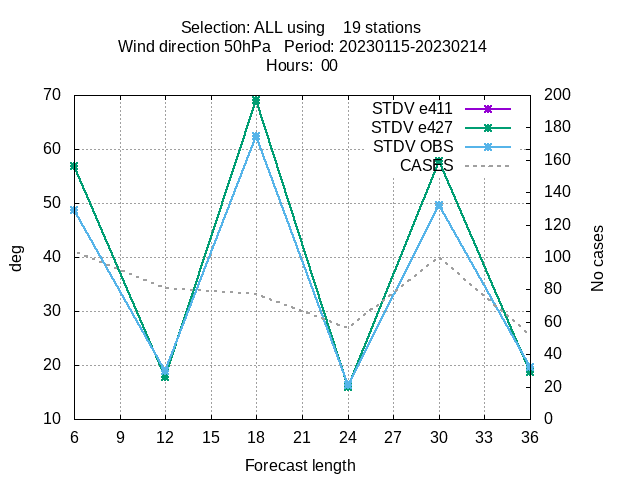 Selection: ALL using    19 stations
Wind direction 50hPa   Period: 20230115-20230214
Hours:  00
70
60
50
40
30
20
10
deg
200
180
160
140
120
100
80
60
40
20
0
No cases
STDV e411
STDV e427
STDV OBS
CASES
6 9 12 15 18 21 24 27 30 33 36
Forecast length